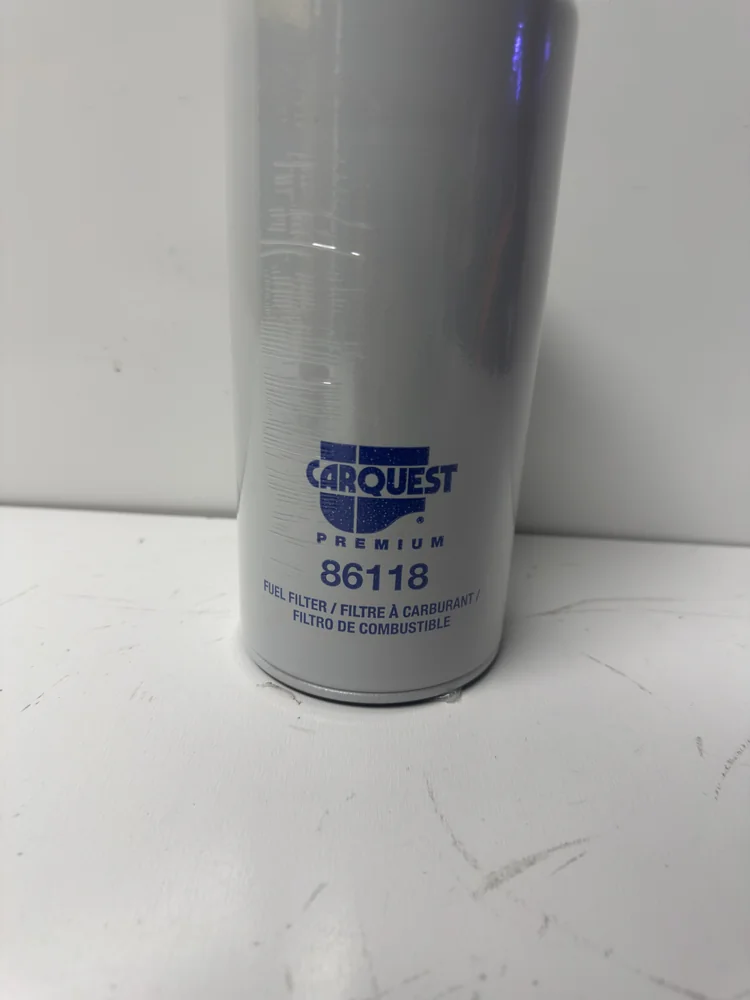 CARQUEST
®
PREMIUM
86118
FUEL FILTER / FILTRE À CARBURANT /
FILTRO DE COMBUSTIBLE